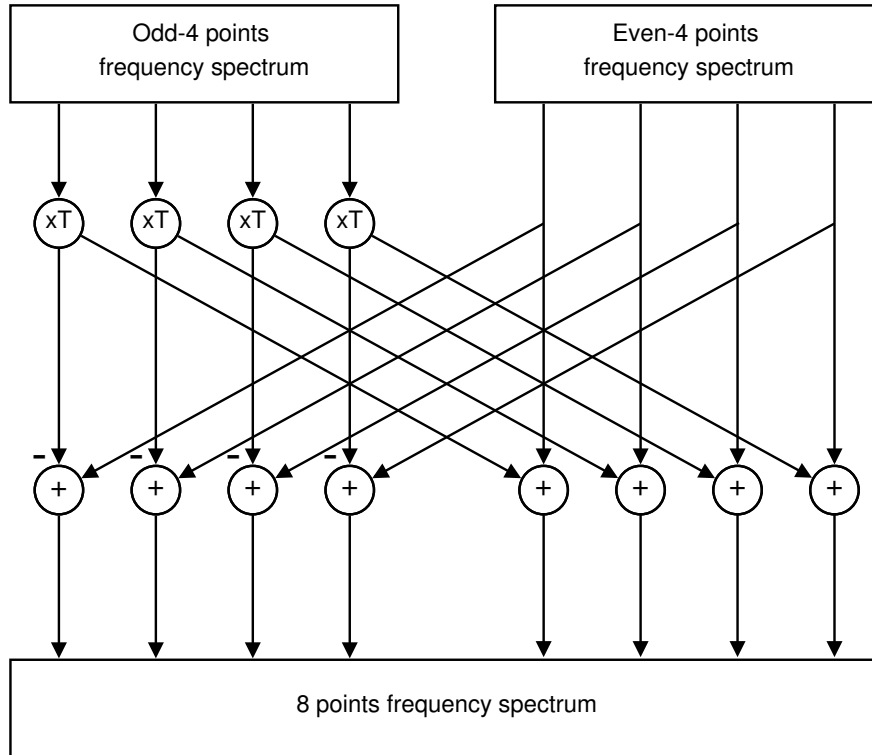 Odd-4 points
frequency spectrum
Even-4 points
frequency spectrum
xT xT xT xT
- - - -
+ + + + + + + +
8 points frequency spectrum